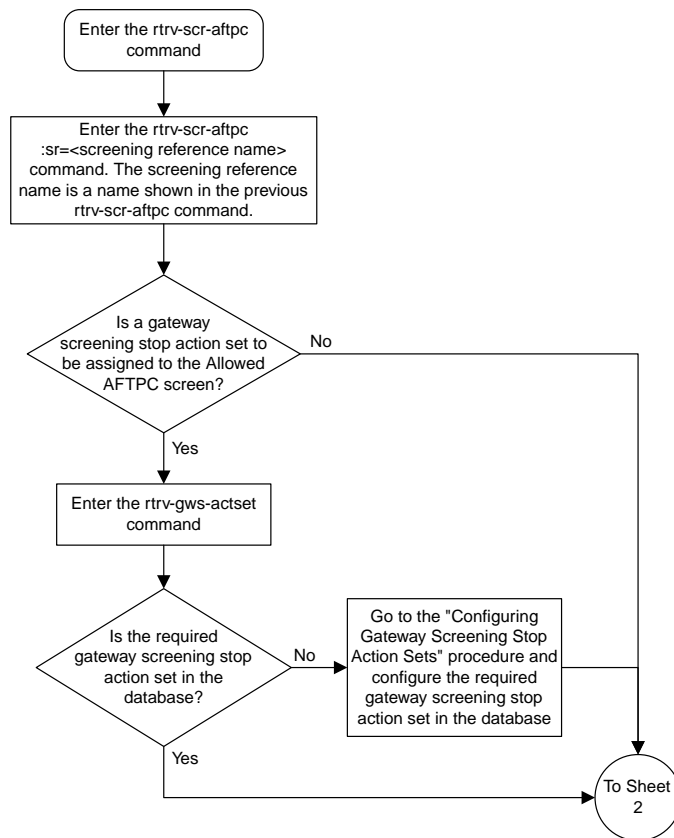 Enter the rtrv-scr-aftpc
command
Enter the rtrv-scr-aftpc
:sr=<screening reference name>
command. The screening reference
name is a name shown in the previous
rtrv-scr-aftpc command.
Is a gateway
screening stop action set to
be assigned to the Allowed
AFTPC screen?
No
Yes
Enter the rtrv-gws-actset
command
Is the required
gateway screening stop
action set in the
database?
No
Go to the "Configuring
Gateway Screening Stop
Action Sets" procedure and
configure the required
gateway screening stop
action set in the database
Yes
To Sheet
2